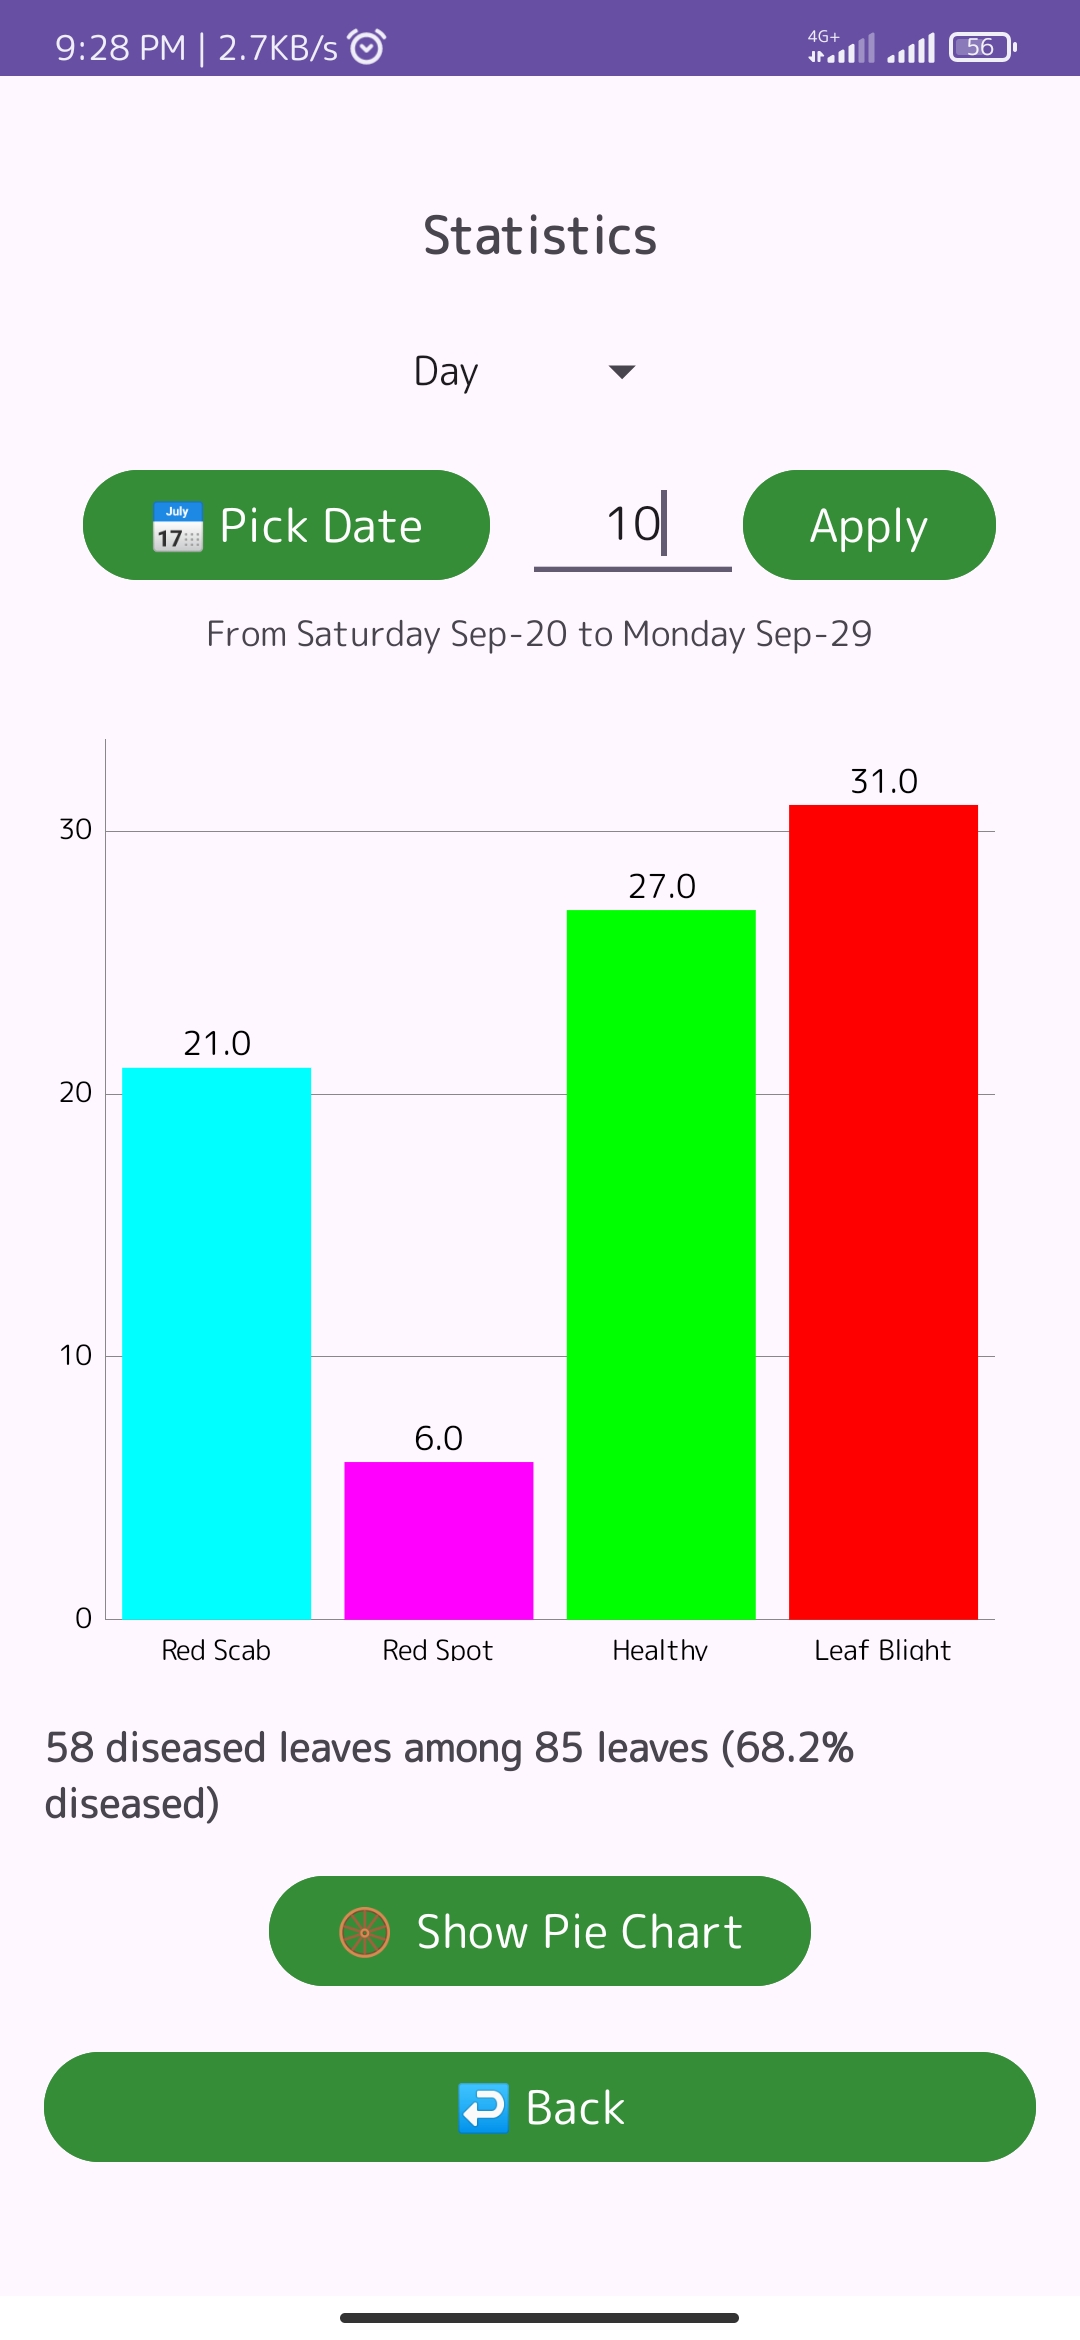 9:28 PM | 2.7KB/s
4G+
56
Statistics
Day
July
17
Pick Date
10
Apply
From Saturday Sep-20 to Monday Sep-29
31.0
30
27.0
21.0
20
10
6.0
0
Red Scab Red Spot Healthy Leaf Blight
58 diseased leaves among 85 leaves (68.2%
diseased)
Show Pie Chart
Back